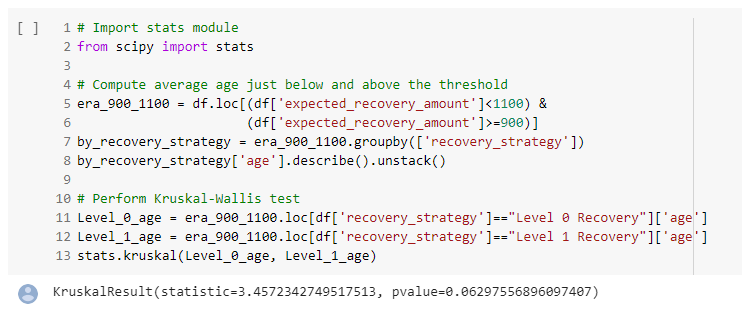 [ ] 1 # Import stats module
2 from scipy import stats
3
4 # Compute average age just below and above the threshold
5 era_900_1100 = df.loc[(df['expected_recovery_amount']<1100) &
6 (df['expected_recovery_amount']>=900)]
7 by_recovery_strategy = era_900_1100.groupby(['recovery_strategy'])
8 by_recovery_strategy['age'].describe().unstack()
9
10 # Perform Kruskal-Wallis test
11 Level_0_age = era_900_1100.loc[df['recovery_strategy']=="Level 0 Recovery"]['age']
12 Level_1_age = era_900_1100.loc[df['recovery_strategy']=="Level 1 Recovery"]['age']
13 stats.kruskal(Level_0_age, Level_1_age)
KruskalResult(statistic=3.4572342749517513, pvalue=0.06297556896097407)